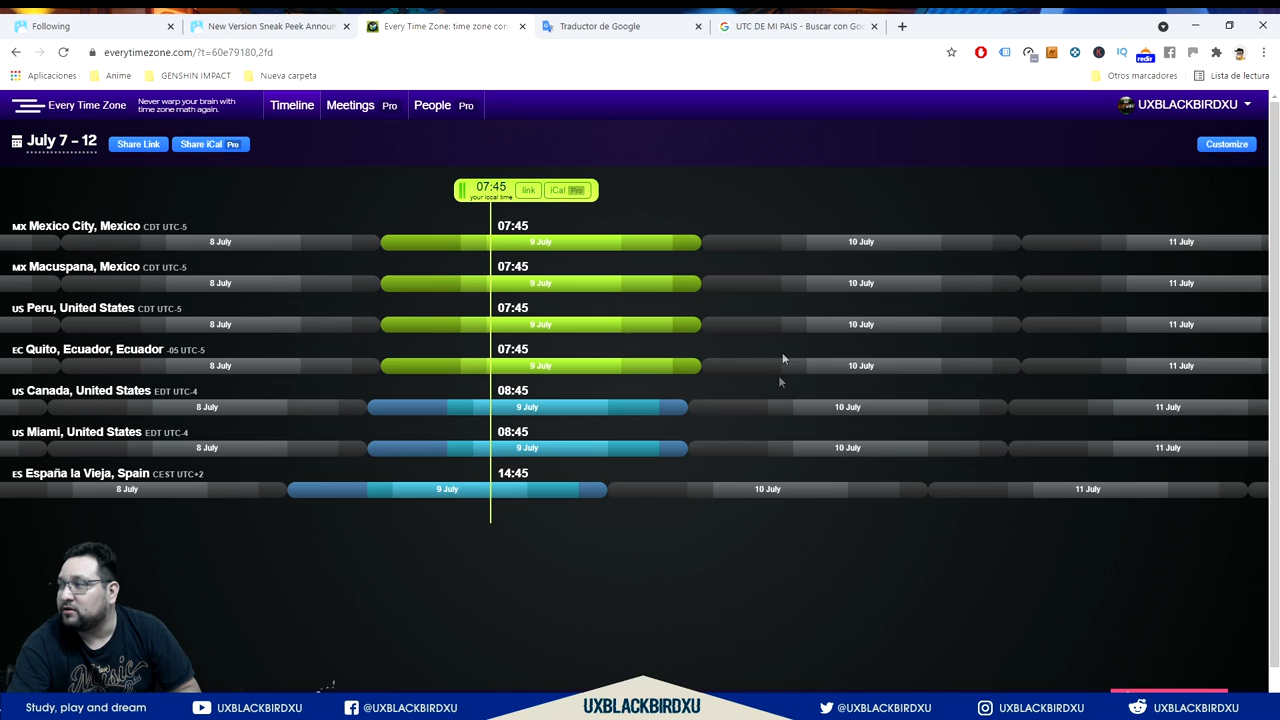 Following
New Version Sneak Peek Announ
Every Time Zone: time zone con
Traductor de Google
UTC DE MI PAIS - Buscar con Goo
everytimezone.com/?t=60e79180,2fd
IQ
redir
Aplicaciones
Anime
GENSHIN IMPACT
Nueva carpeta
Otros marcadores
Lista de lectura
Every Time Zone
Never warp your brain with
time zone math again.
Timeline
Meetings Pro
People Pro
UXBLACKBIRDXU
July 7 – 12
Share Link
Share iCal Pro
Customize
07:45
your local time
link
iCal Pro
MX Mexico City, Mexico CDT UTC-5
07:45
8 July
9 July
10 July
11 July
MX Macuspana, Mexico CDT UTC-5
07:45
8 July
9 July
10 July
11 July
US Peru, United States CDT UTC-5
07:45
8 July
9 July
10 July
11 July
EC Quito, Ecuador, Ecuador -05 UTC-5
07:45
8 July
9 July
10 July
11 July
US Canada, United States EDT UTC-4
08:45
8 July
9 July
10 July
11 July
US Miami, United States EDT UTC-4
08:45
8 July
9 July
10 July
11 July
ES España la Vieja, Spain CEST UTC+2
14:45
8 July
9 July
10 July
11 July
Music
Study, play and dream
UXBLACKBIRDXU
@UXBLACKBIRDXU
UXBLACKBIRDXU
@UXBLACKBIRDXU
UXBLACKBIRDXU
UXBLACKBIRDXU